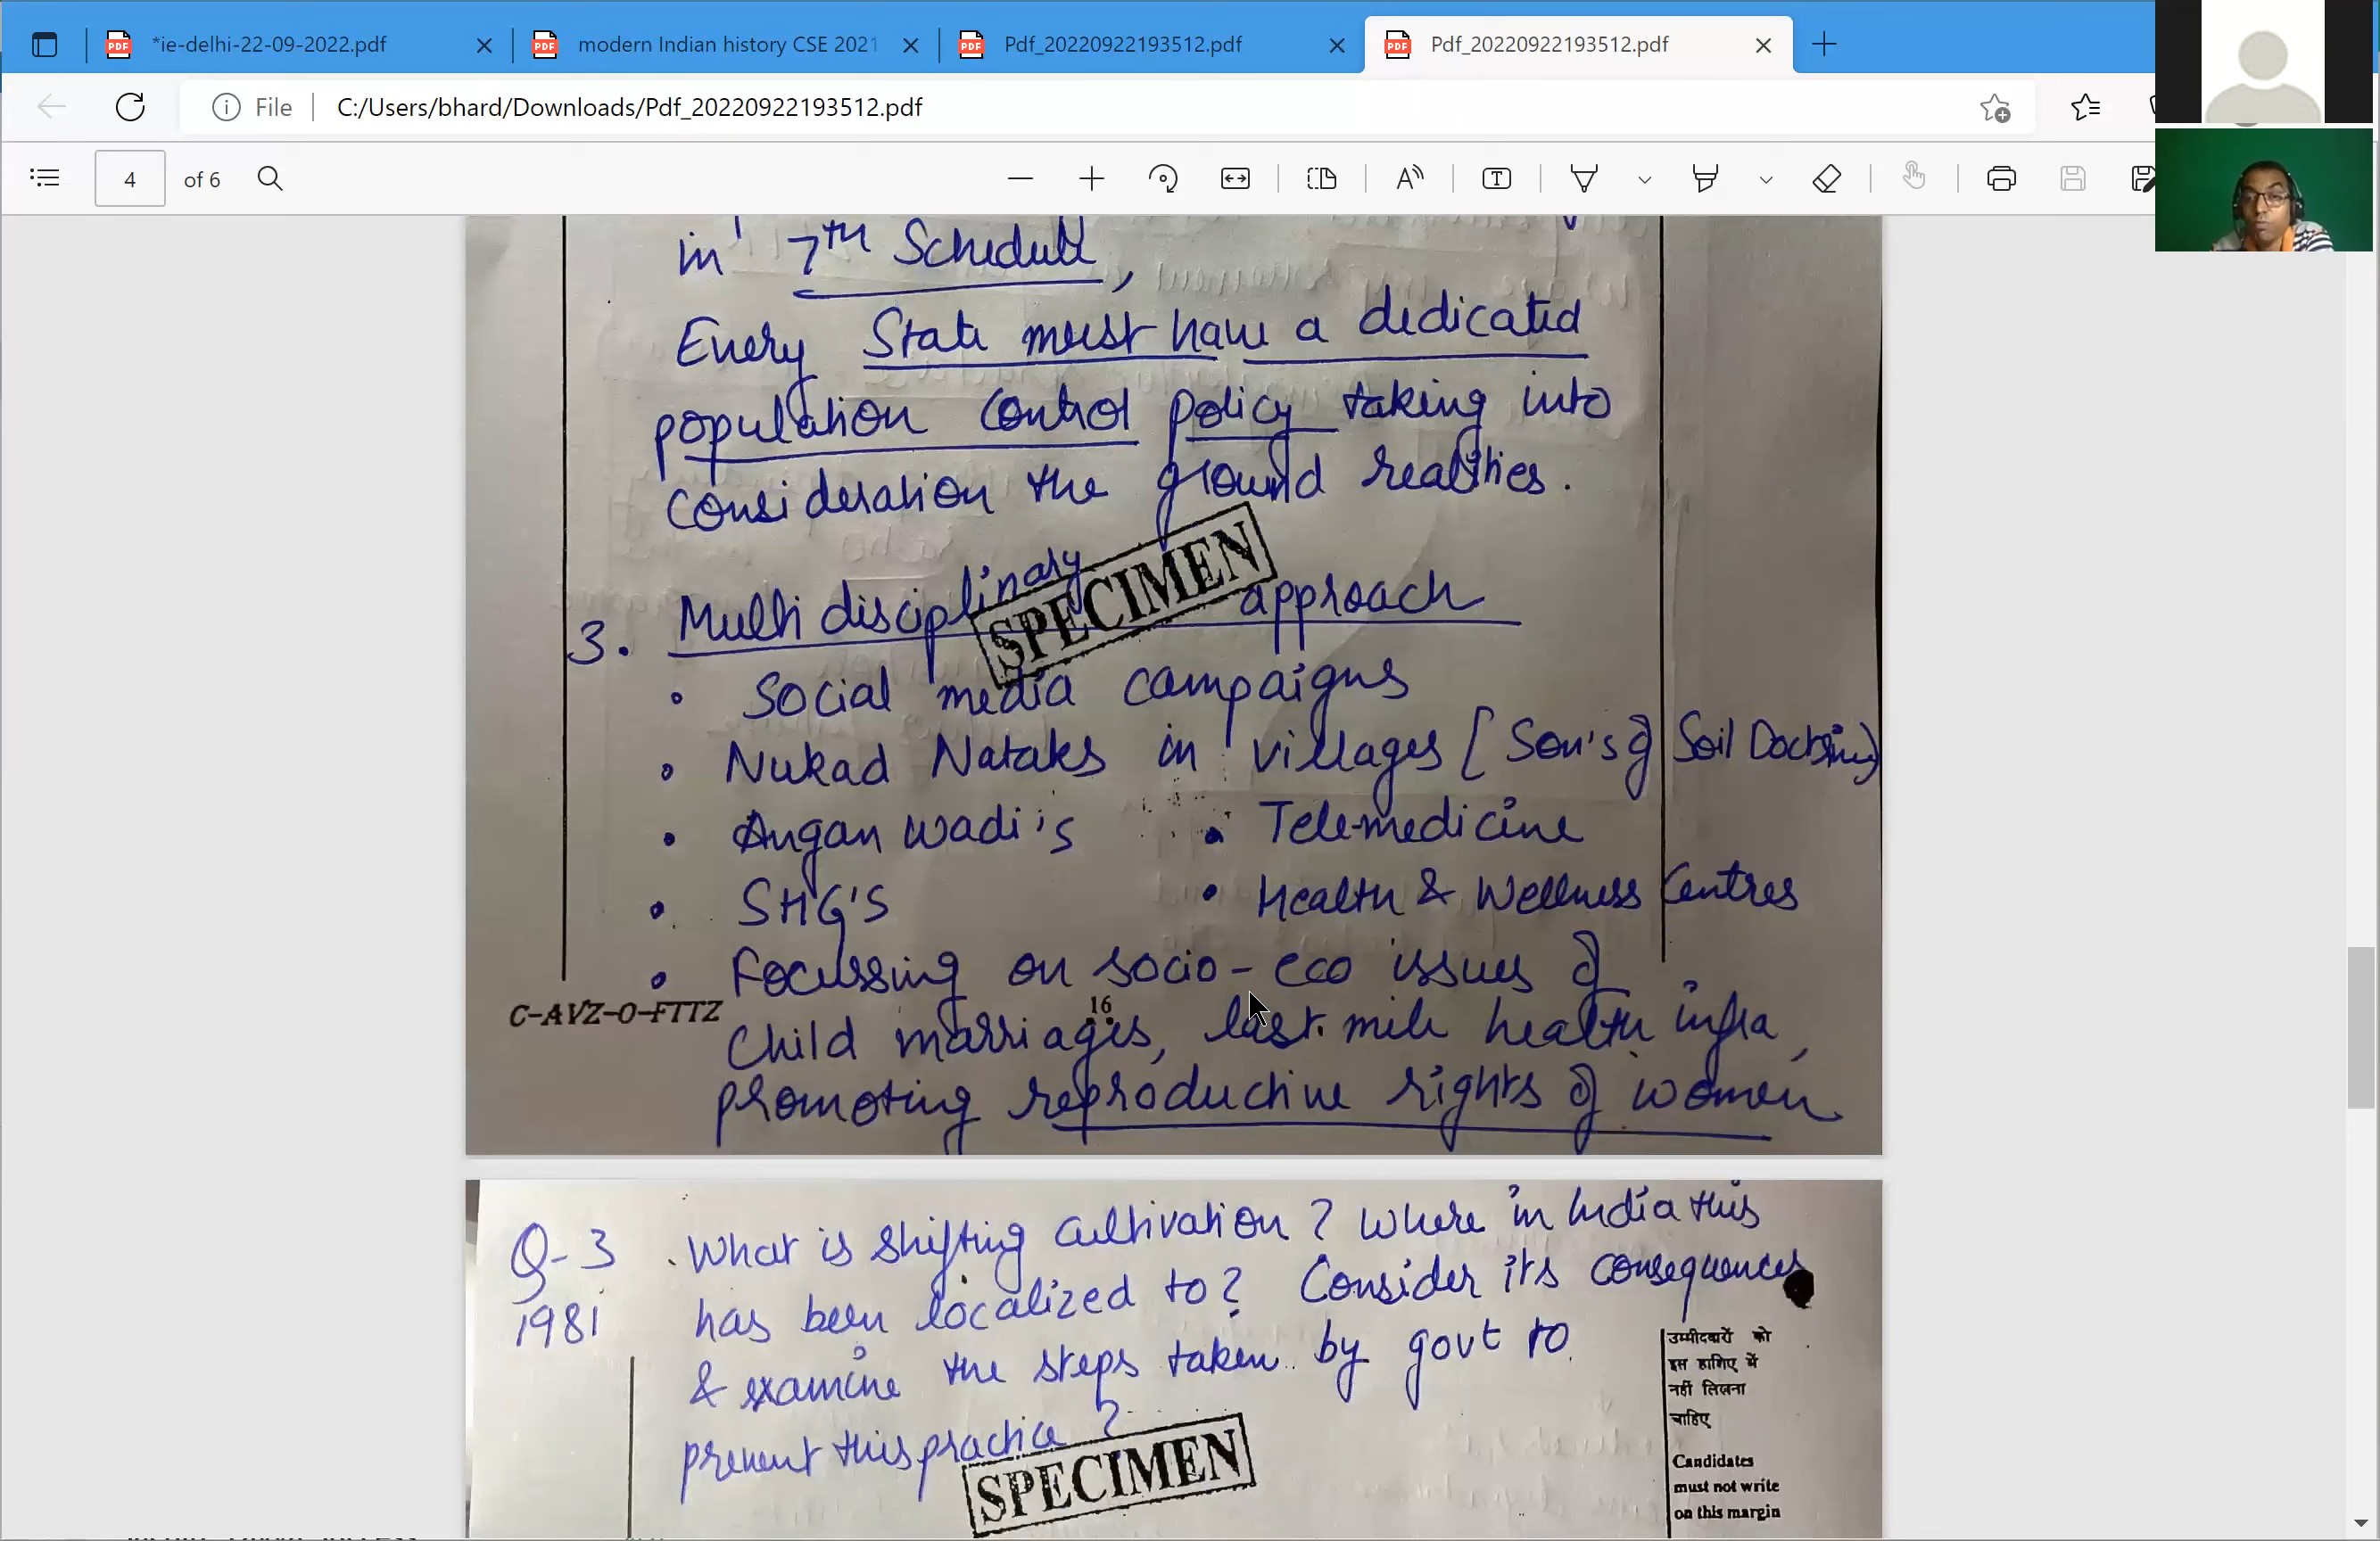 *ie-delhi-22-09-2022.pdf
modern Indian history CSE 2021
Pdf_20220922193512.pdf
Pdf_20220922193512.pdf
File
C:/Users/bhard/Downloads/Pdf_20220922193512.pdf
4 of 6
in 7th Schedule,
Every State must have a dedicated
population control policy taking into
consideration the ground realities.
3. Multi disciplinary approach
SPECIMEN
• Social media campaigns
• Nukad Nataks in villages [Son's of Soil Doctrine]
• Angan wadi's • Tele-medicine
• SHG'S • Health & Wellness Centres
• Focussing on socio-eco issues of
C-AVZ-O-FTTZ 16
Child marriages, last mile health infra,
promoting reproductive rights of women.
Q-3 What is shifting cultivation? Where in India this
1981 has been localized to? Consider its consequences
& examine the steps taken by govt to
prevent this practice?
SPECIMEN
उम्मीदवारों को
इस हाशिए में
नहीं लिखना
चाहिए
Candidates
must not write
on this margin